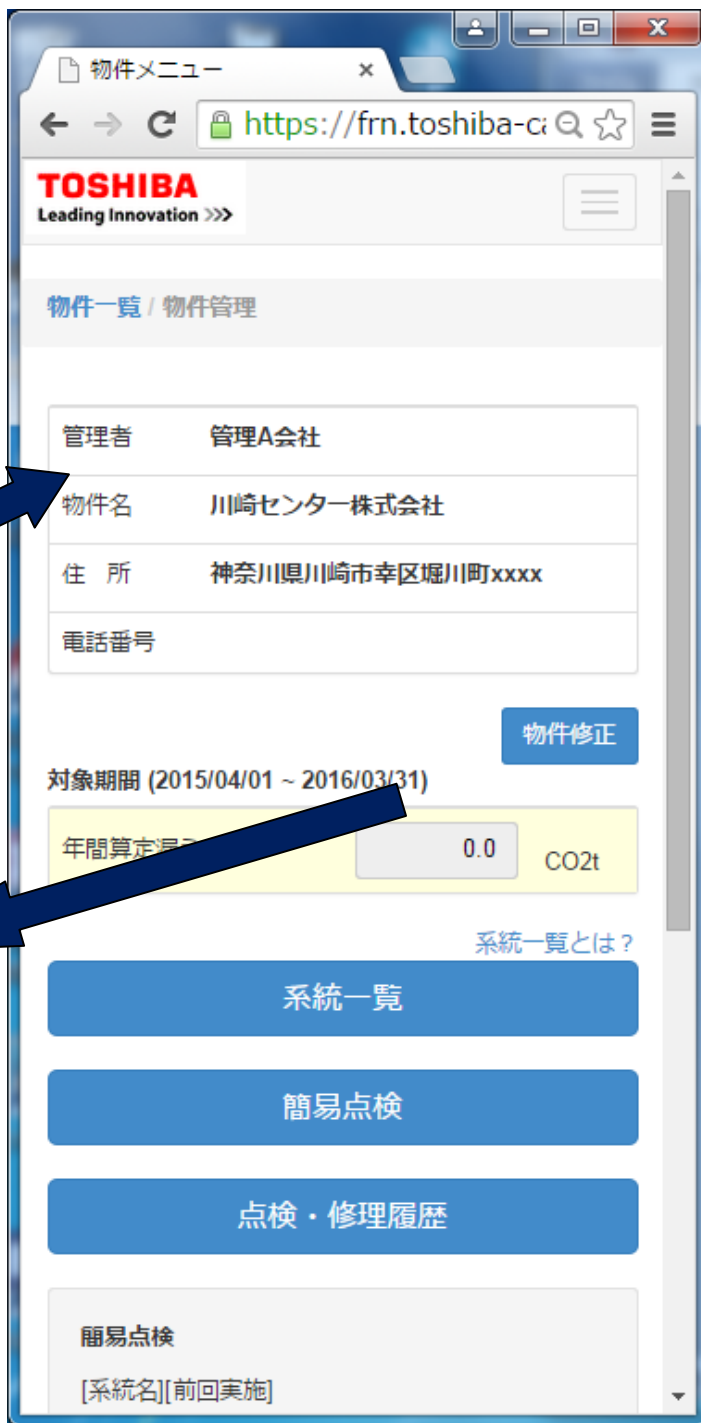 物件メニュー
https://frn.toshiba-ca
TOSHIBA
Leading Innovation >>>
物件一覧 / 物件管理
管理者 管理A会社
物件名 川崎センター株式会社
住 所 神奈川県川崎市幸区堀川町xxxx
電話番号
物件修正
対象期間 (2015/04/01 ~ 2016/03/31)
年間算定漏 0.0 CO2t
系統一覧とは?
系統一覧
簡易点検
点検・修理履歴
簡易点検
[系統名][前回実施]